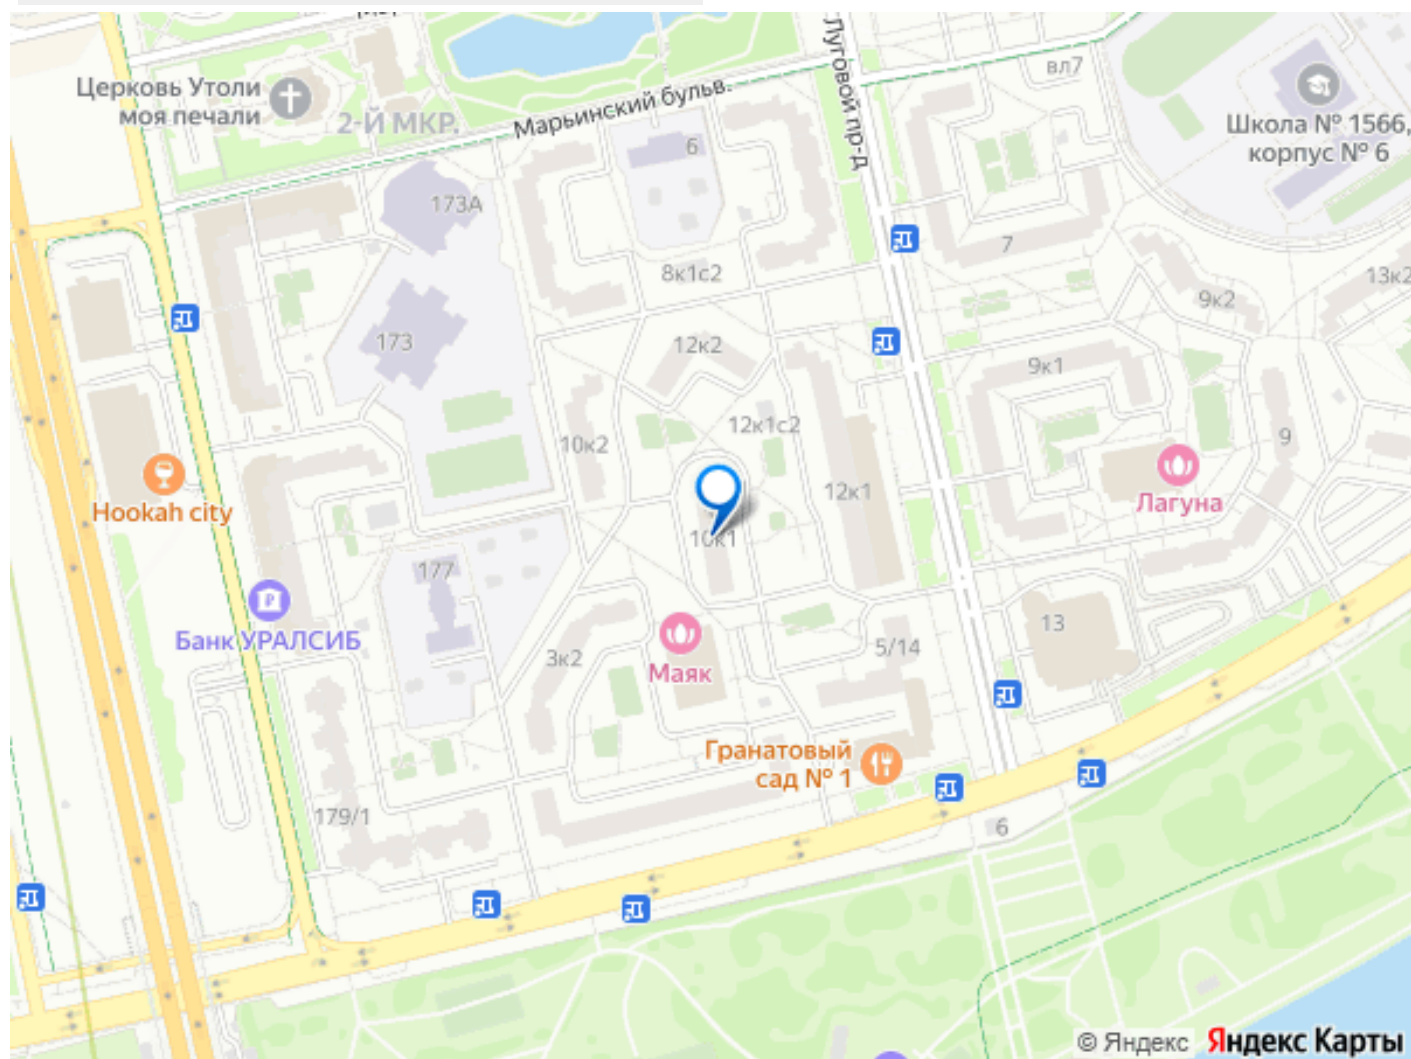 Церковь Утоли
моя печали
2-Й МКР.
Марьинский бульв.
Луговой пр-д
вл7
Школа № 1566,
корпус № 6
6
173А
7
8к1с2
13к2
9к2
173
12к2
9к1
12к1с2
10к2
9
12к1
Лагуна
Hookah city
10к1
177
Банк УРАЛСИБ
13
5/14
3к2
Маяк
Гранатовый
сад № 1
179/1
6
© Яндекс Яндекс Карты